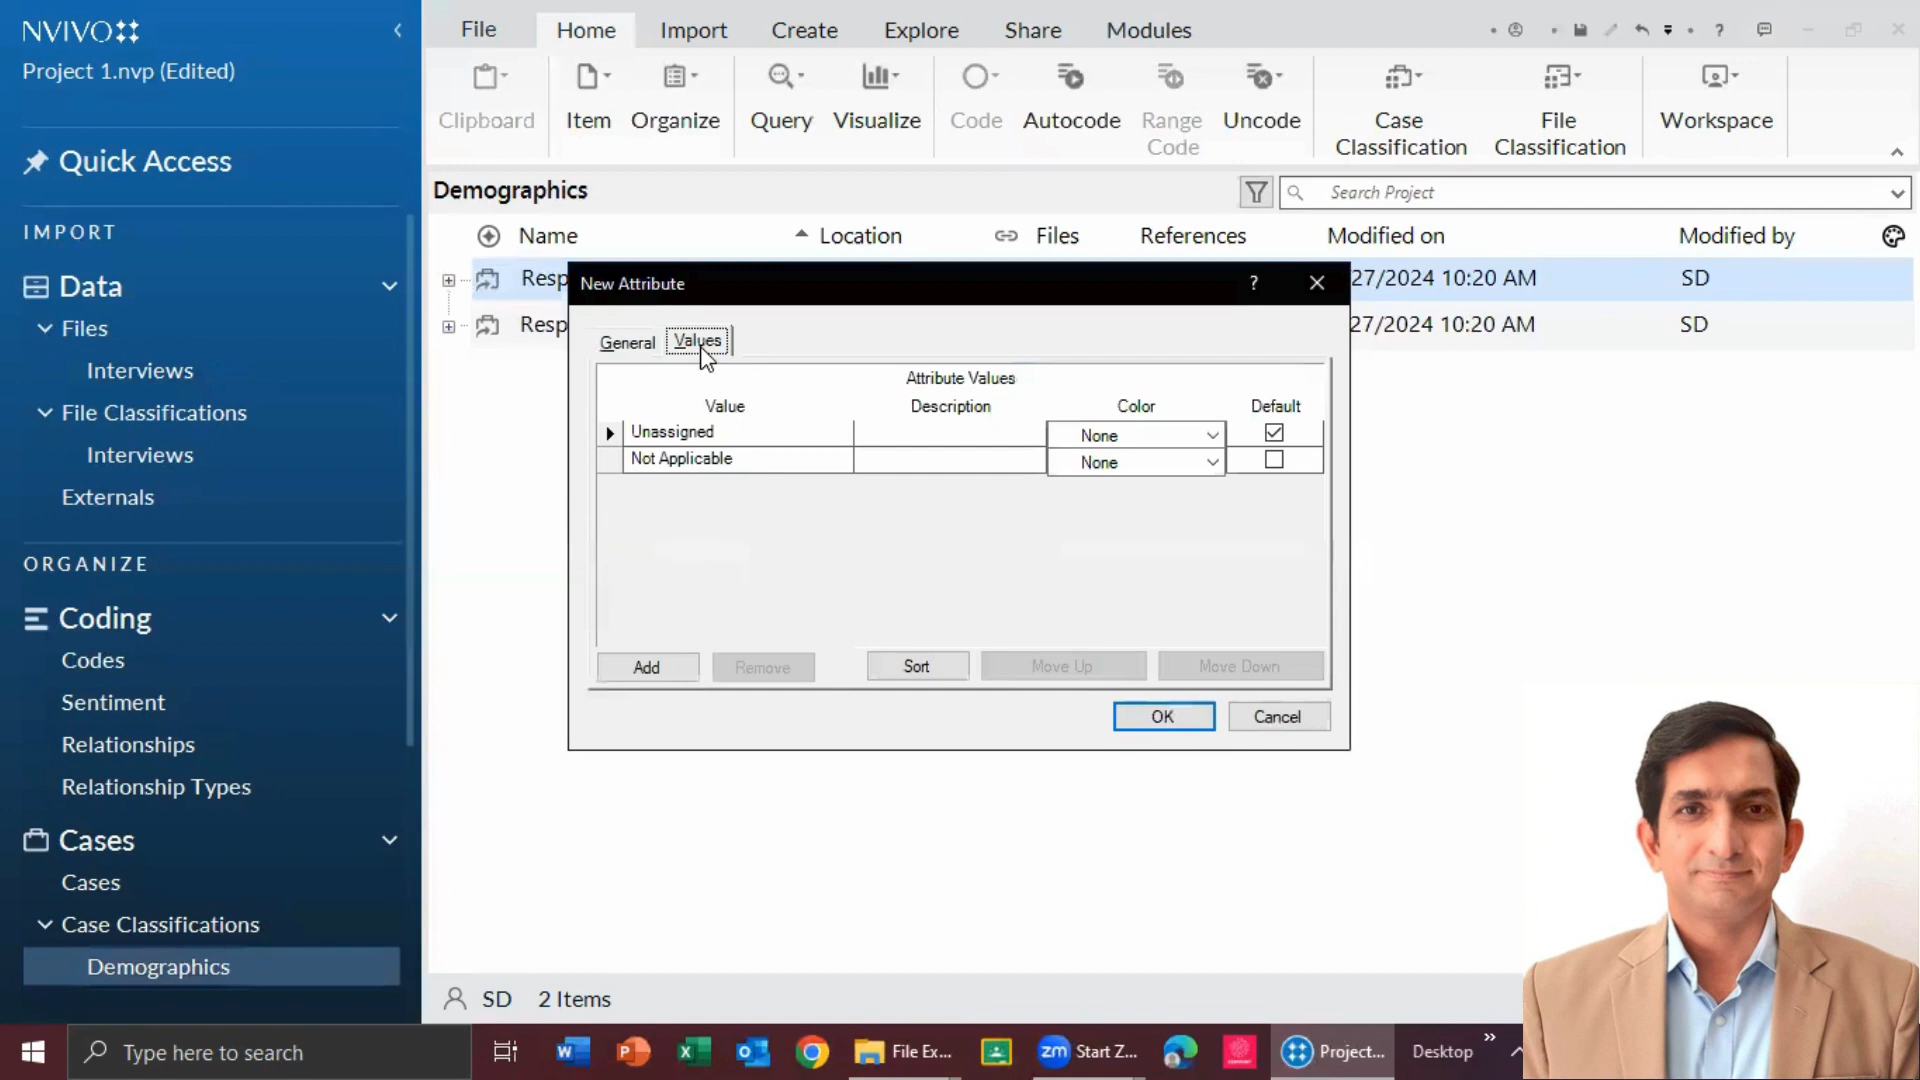 NVIVO
Project 1.nvp (Edited)
Quick Access
IMPORT
Data
Files
Interviews
File Classifications
Interviews
Externals
ORGANIZE
Coding
Codes
Sentiment
Relationships
Relationship Types
Cases
Cases
Case Classifications
Demographics
File Home Import Create Explore Share Modules
Clipboard Item Organize Query Visualize Code Autocode Range Code Uncode Case Classification File Classification Workspace
Demographics
Search Project
Name Location Files References Modified on Modified by
Resp 27/2024 10:20 AM SD
Resp 27/2024 10:20 AM SD
New Attribute ?
General Values
Attribute Values
Value Description Color Default
Unassigned None
Not Applicable None
Add Remove Sort Move Up Move Down
OK Cancel
SD 2 Items
Type here to search File Ex... zm Start Z... Project... Desktop